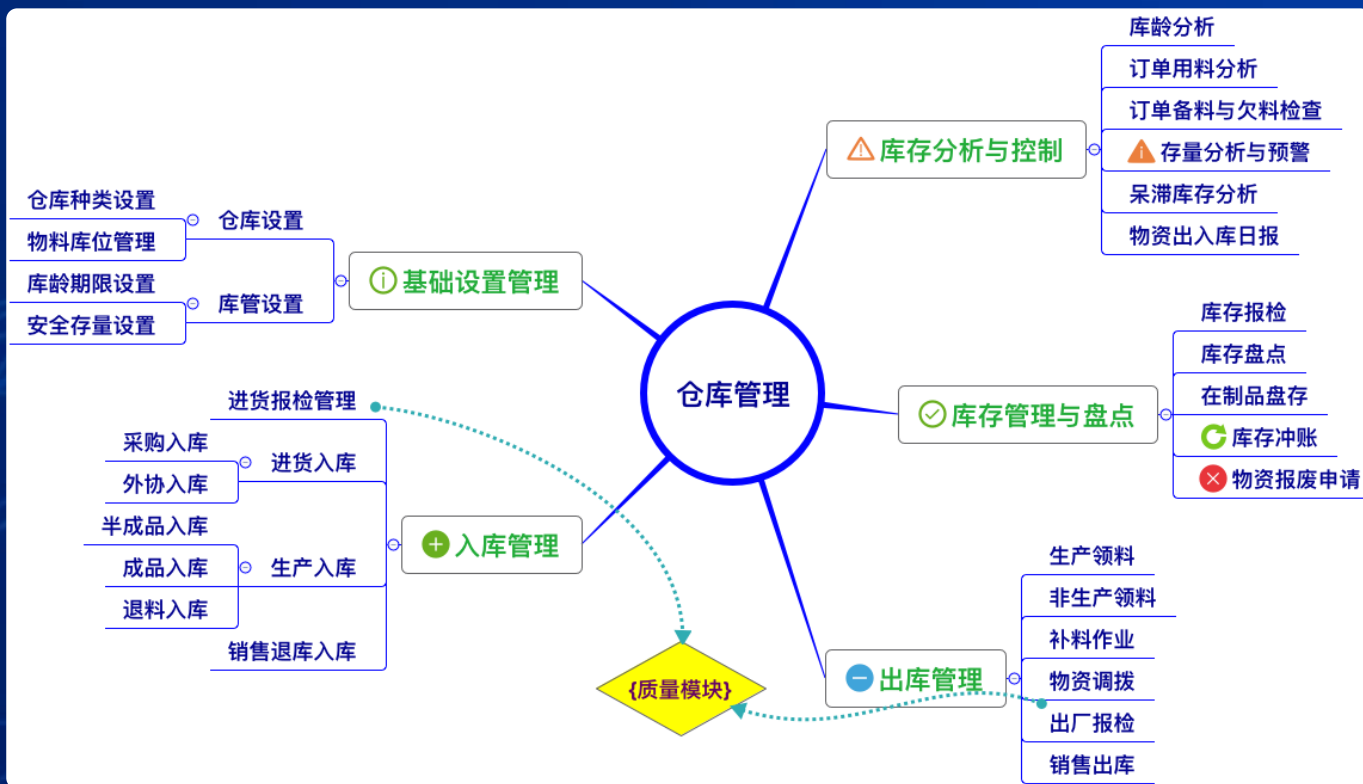 仓库管理
库存分析与控制
库龄分析
订单用料分析
订单备料与欠料检查
存量分析与预警
呆滞库存分析
物资出入库日报
库存管理与盘点
库存报检
库存盘点
在制品盘存
库存冲账
物资报废申请
出库管理
生产领料
非生产领料
补料作业
物资调拨
出厂报检
销售出库
基础设置管理
仓库设置
仓库种类设置
物料库位管理
库管设置
库龄期限设置
安全存量设置
入库管理
进货报检管理
进货入库
采购入库
外协入库
生产入库
半成品入库
成品入库
退料入库
销售退库入库
{质量模块}